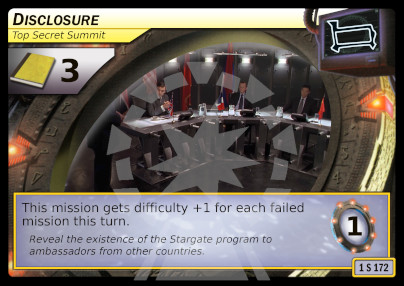 DISCLOSURE
Top Secret Summit
3
This mission gets difficulty +1 for each failed
mission this turn.
Reveal the existence of the Stargate program to
ambassadors from other countries.
1
1 S 172